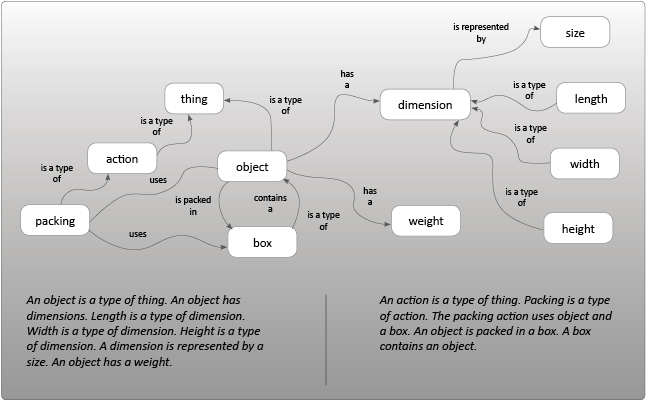 is represented
by
size
has
a
thing
is a type
of
dimension
is a type
of
length
is a type
of
action
is a type
of
width
is a type
of
uses
object
is packed
in
contains
a
has
a
is a type
of
packing
uses
box
is a type
of
weight
height
An object is a type of thing. An object has
dimensions. Length is a type of dimension.
Width is a type of dimension. Height is a type
of dimension. A dimension is represented by a
size. An object has a weight.
An action is a type of thing. Packing is a type
of action. The packing action uses object and
a box. An object is packed in a box. A box
contains an object.